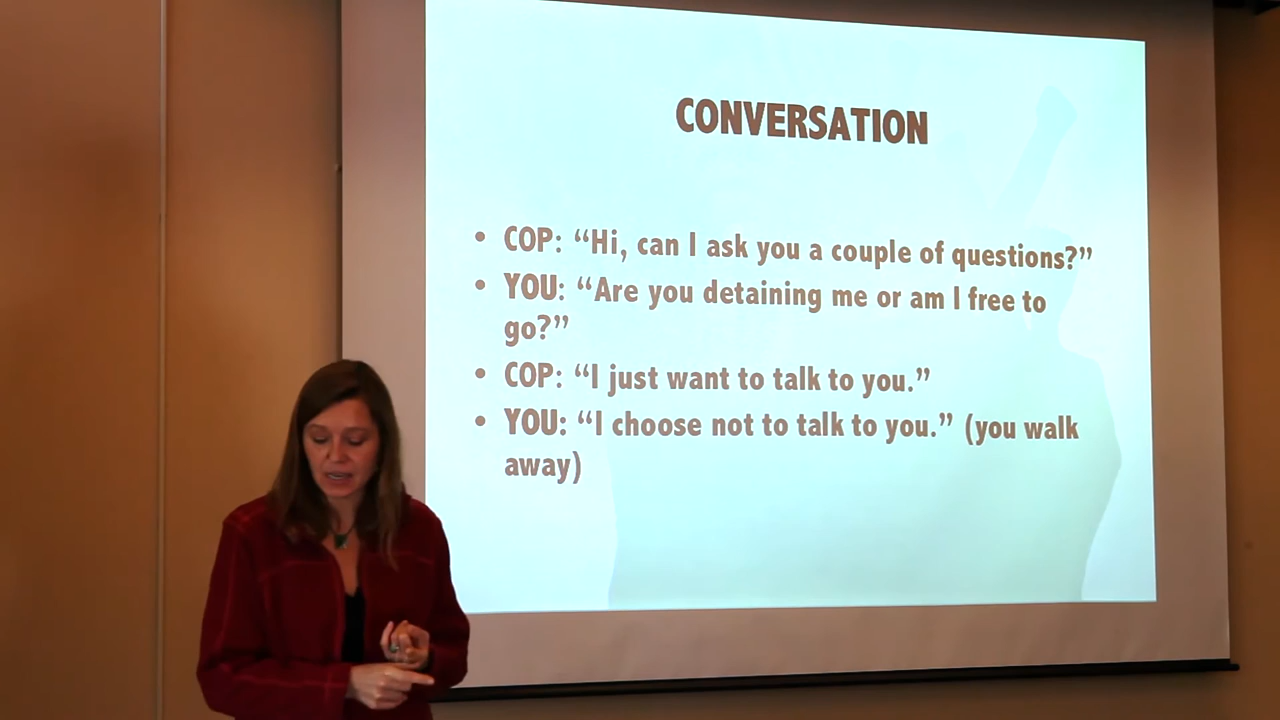 CONVERSATION
• COP: “Hi, can I ask you a couple of questions?”
• YOU: “Are you detaining me or am I free to
go?”
• COP: “I just want to talk to you.”
• YOU: “I choose not to talk to you.” (you walk
away)